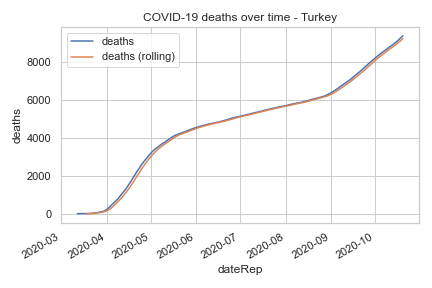 COVID-19 deaths over time - Turkey
deaths
deaths (rolling)
8000
6000
4000
2000
0
deaths
2020-03
2020-04
2020-05
2020-06
2020-07
2020-08
2020-09
2020-10
dateRep